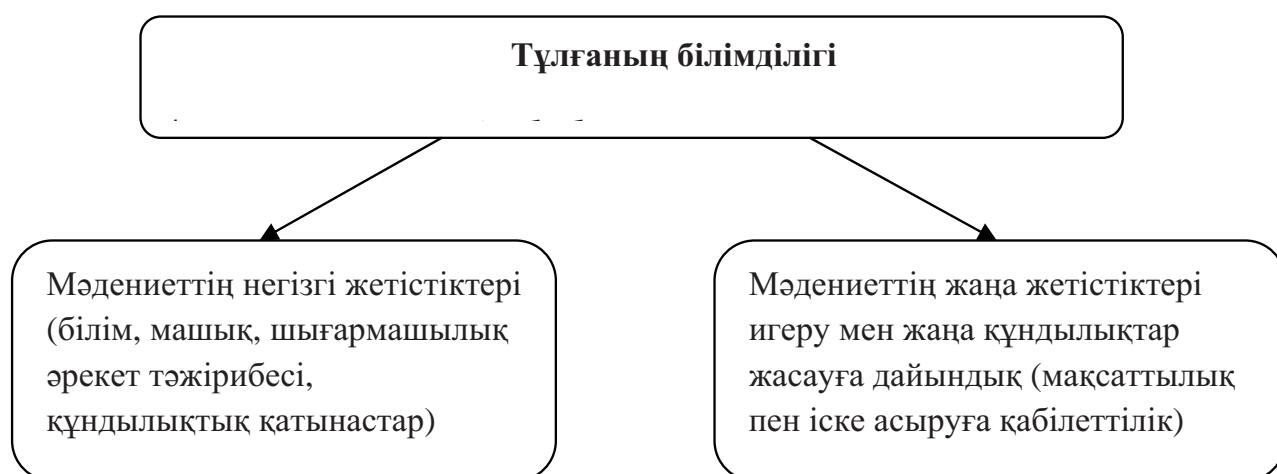 Тұлғаның білімділігі
Мәдениеттің негізгі жетістіктері
(білім, машық, шығармашылық
әрекет тәжірибесі,
құндылықтық қатынастар)
Мәдениеттің жаңа жетістіктері
игеру мен жаңа құндылықтар
жасауға дайындық (мақсаттылық
пен іске асыруға қабілеттілік)